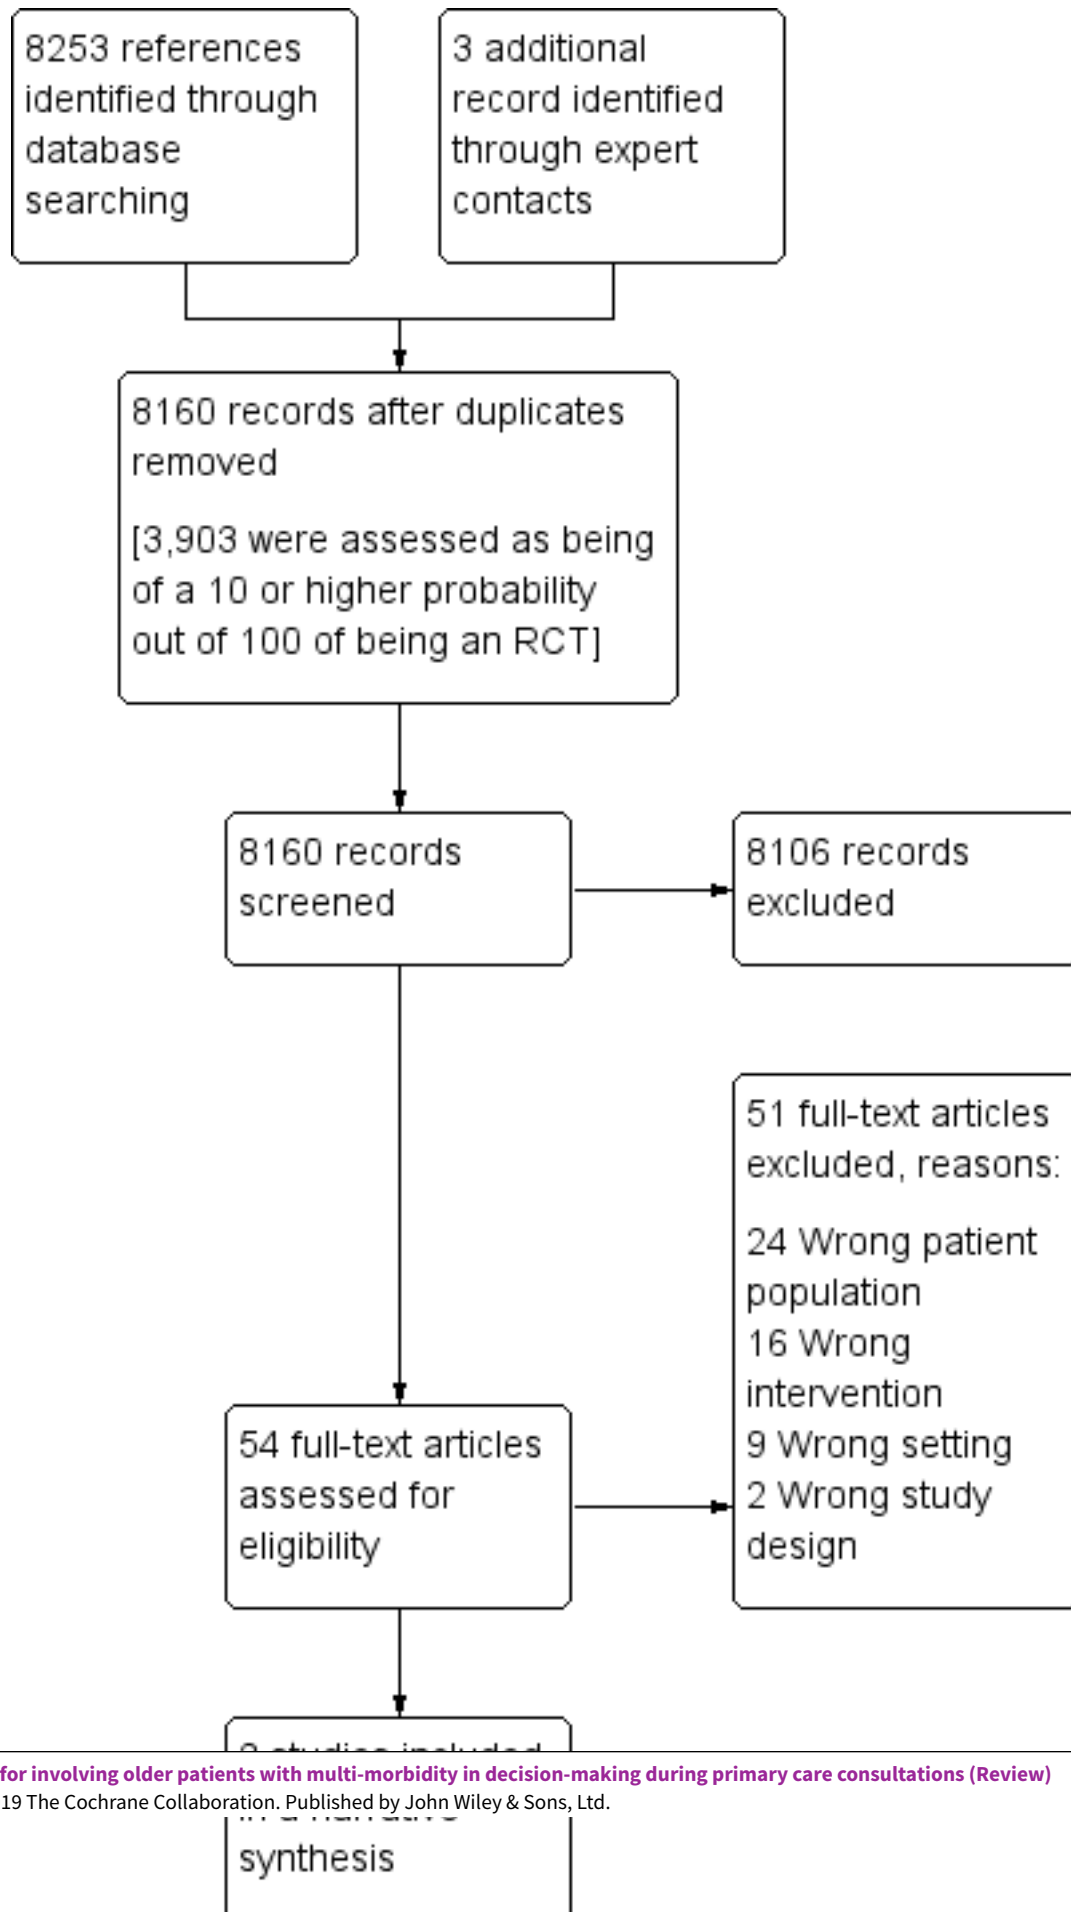 8253 references
identified through
database
searching
3 additional
record identified
through expert
contacts
8160 records after duplicates
removed
[3,903 were assessed as being
of a 10 or higher probability
out of 100 of being an RCT]
8160 records
screened
8106 records
excluded
51 full-text articles
excluded, reasons:
24 Wrong patient
population
16 Wrong
intervention
9 Wrong setting
2 Wrong study
design
54 full-text articles
assessed for
eligibility
studies included
for involving older patients with multi-morbidity in decision-making during primary care consultations (Review)
19 The Cochrane Collaboration. Published by John Wiley & Sons, Ltd.
in a narrative
synthesis